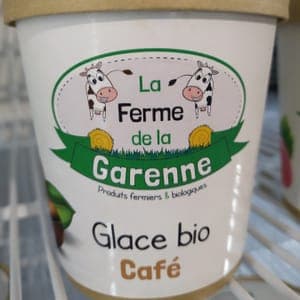 La
Ferme
de la
Garenne
Produits fermiers & biologiques
Glace bio
Café